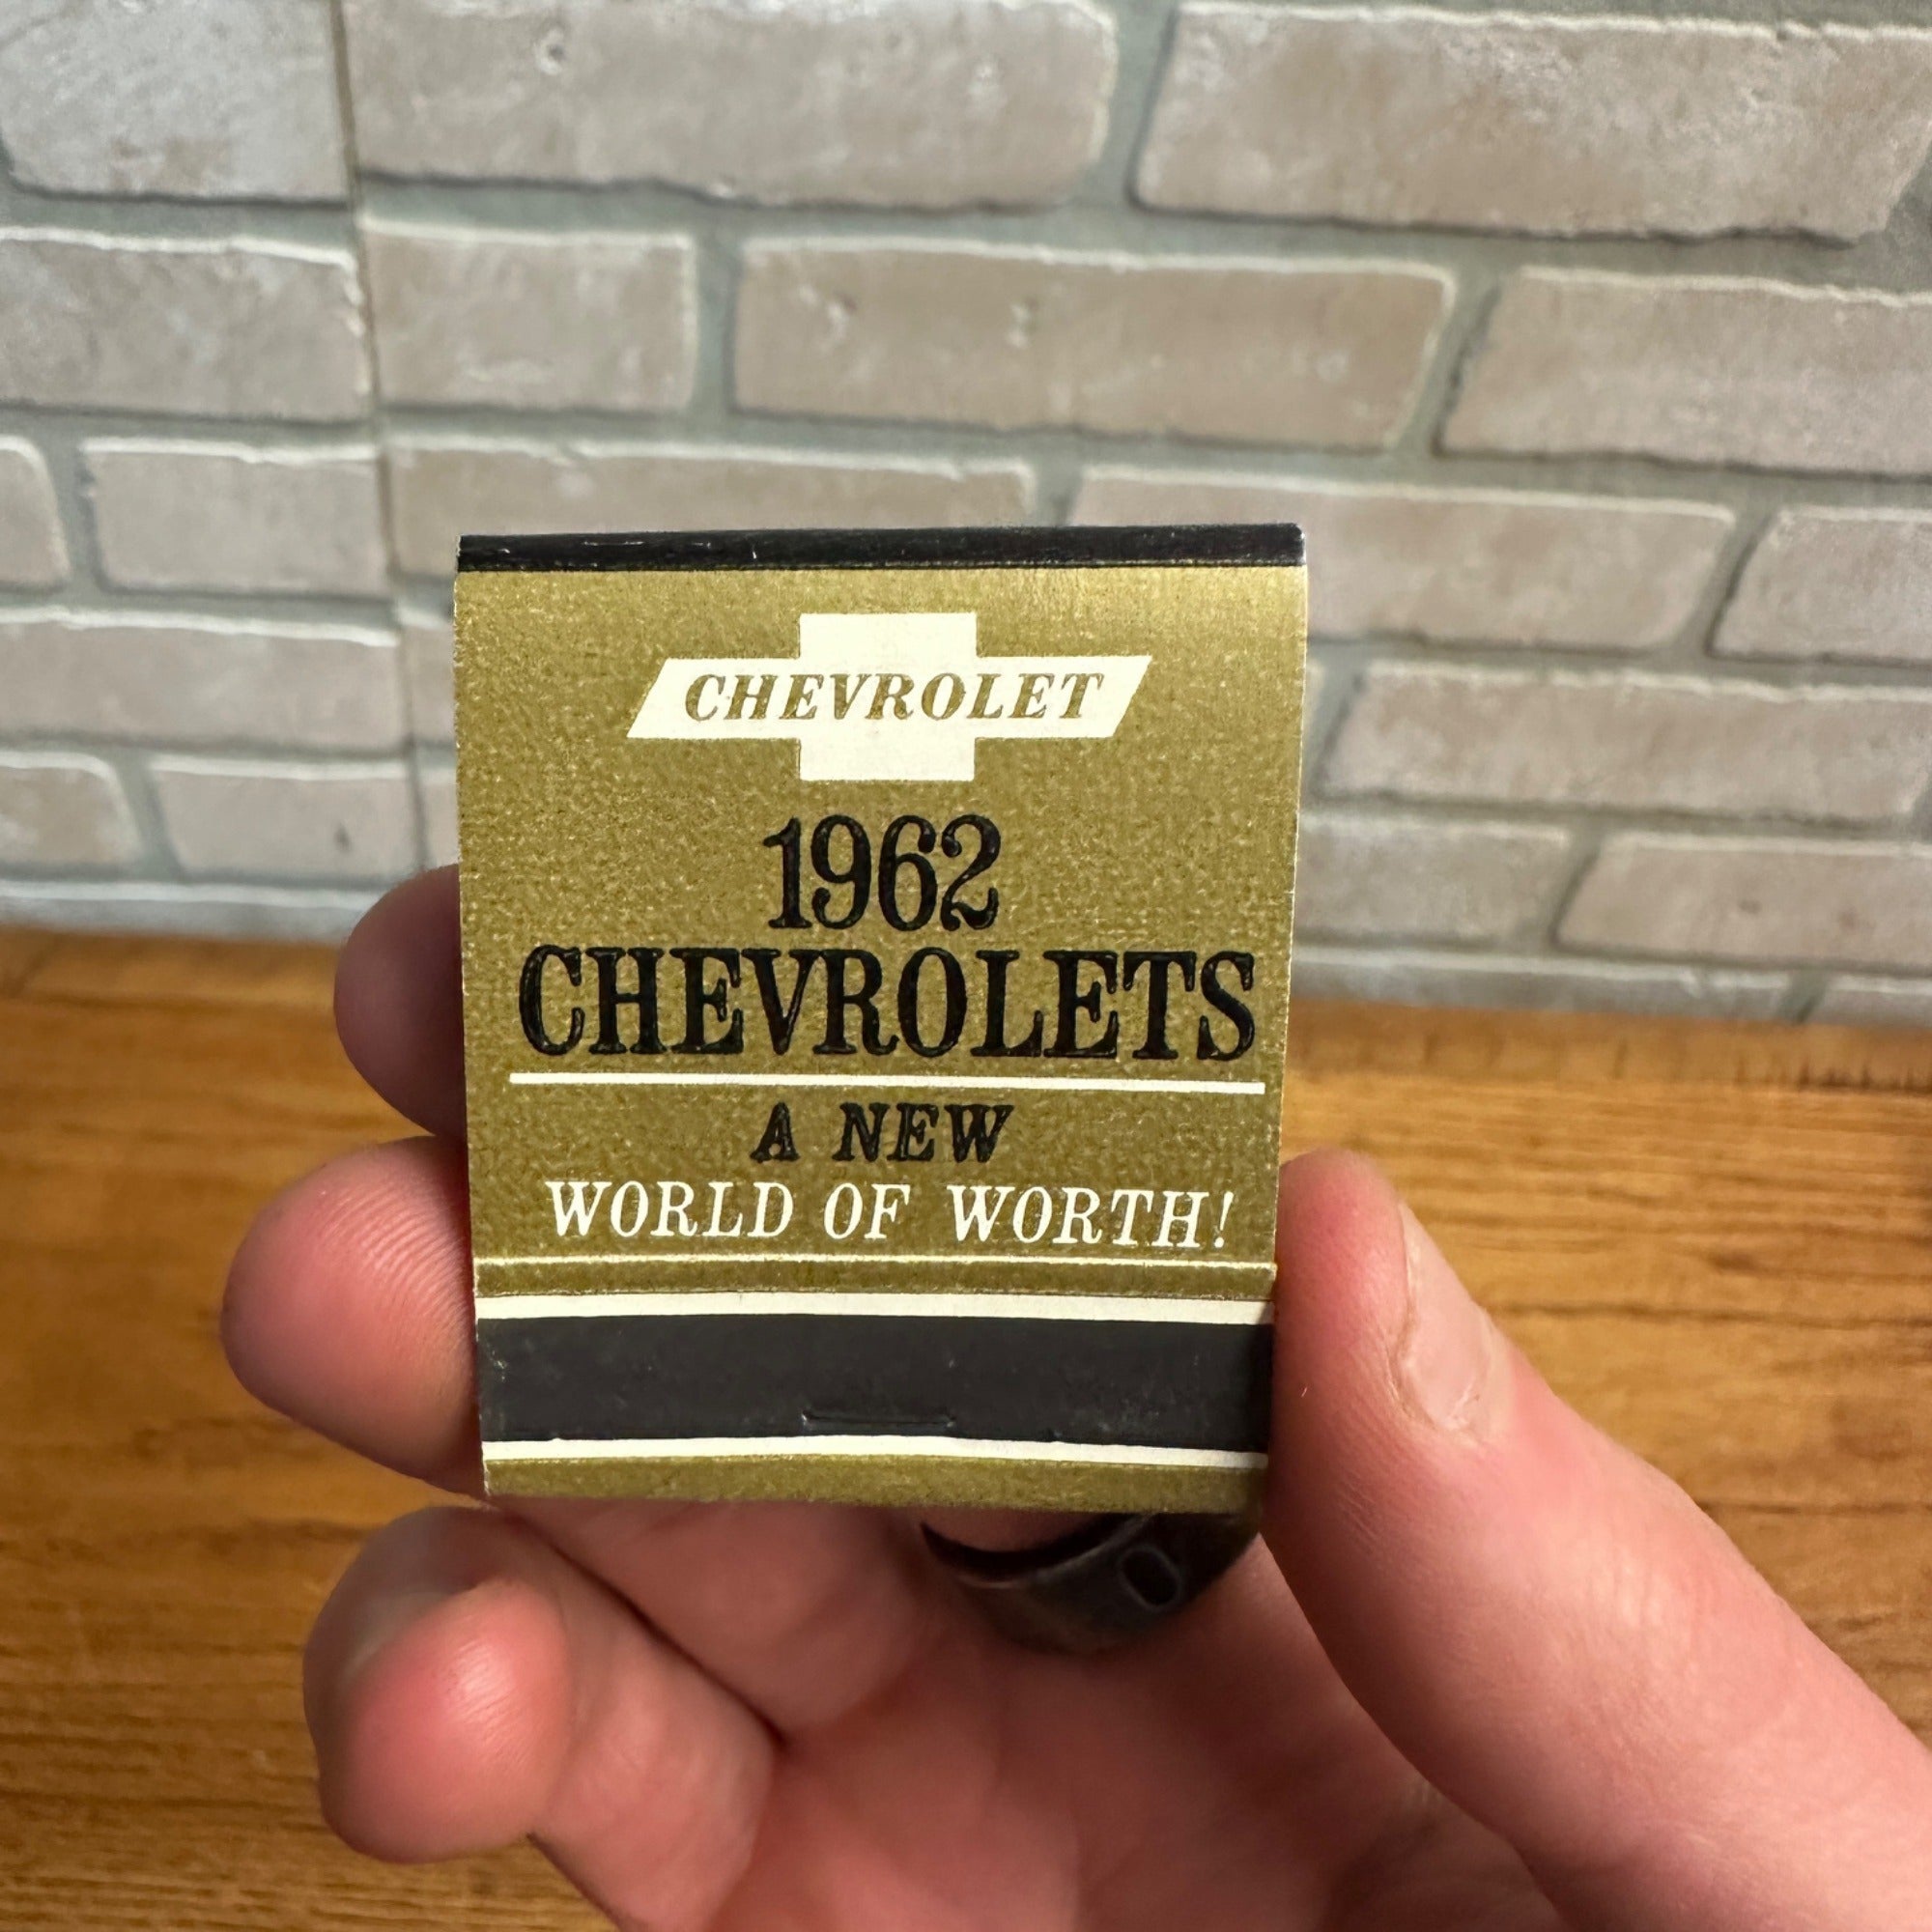 CHEVROLET
1962
CHEVROLETS
A NEW
WORLD OF WORTH!